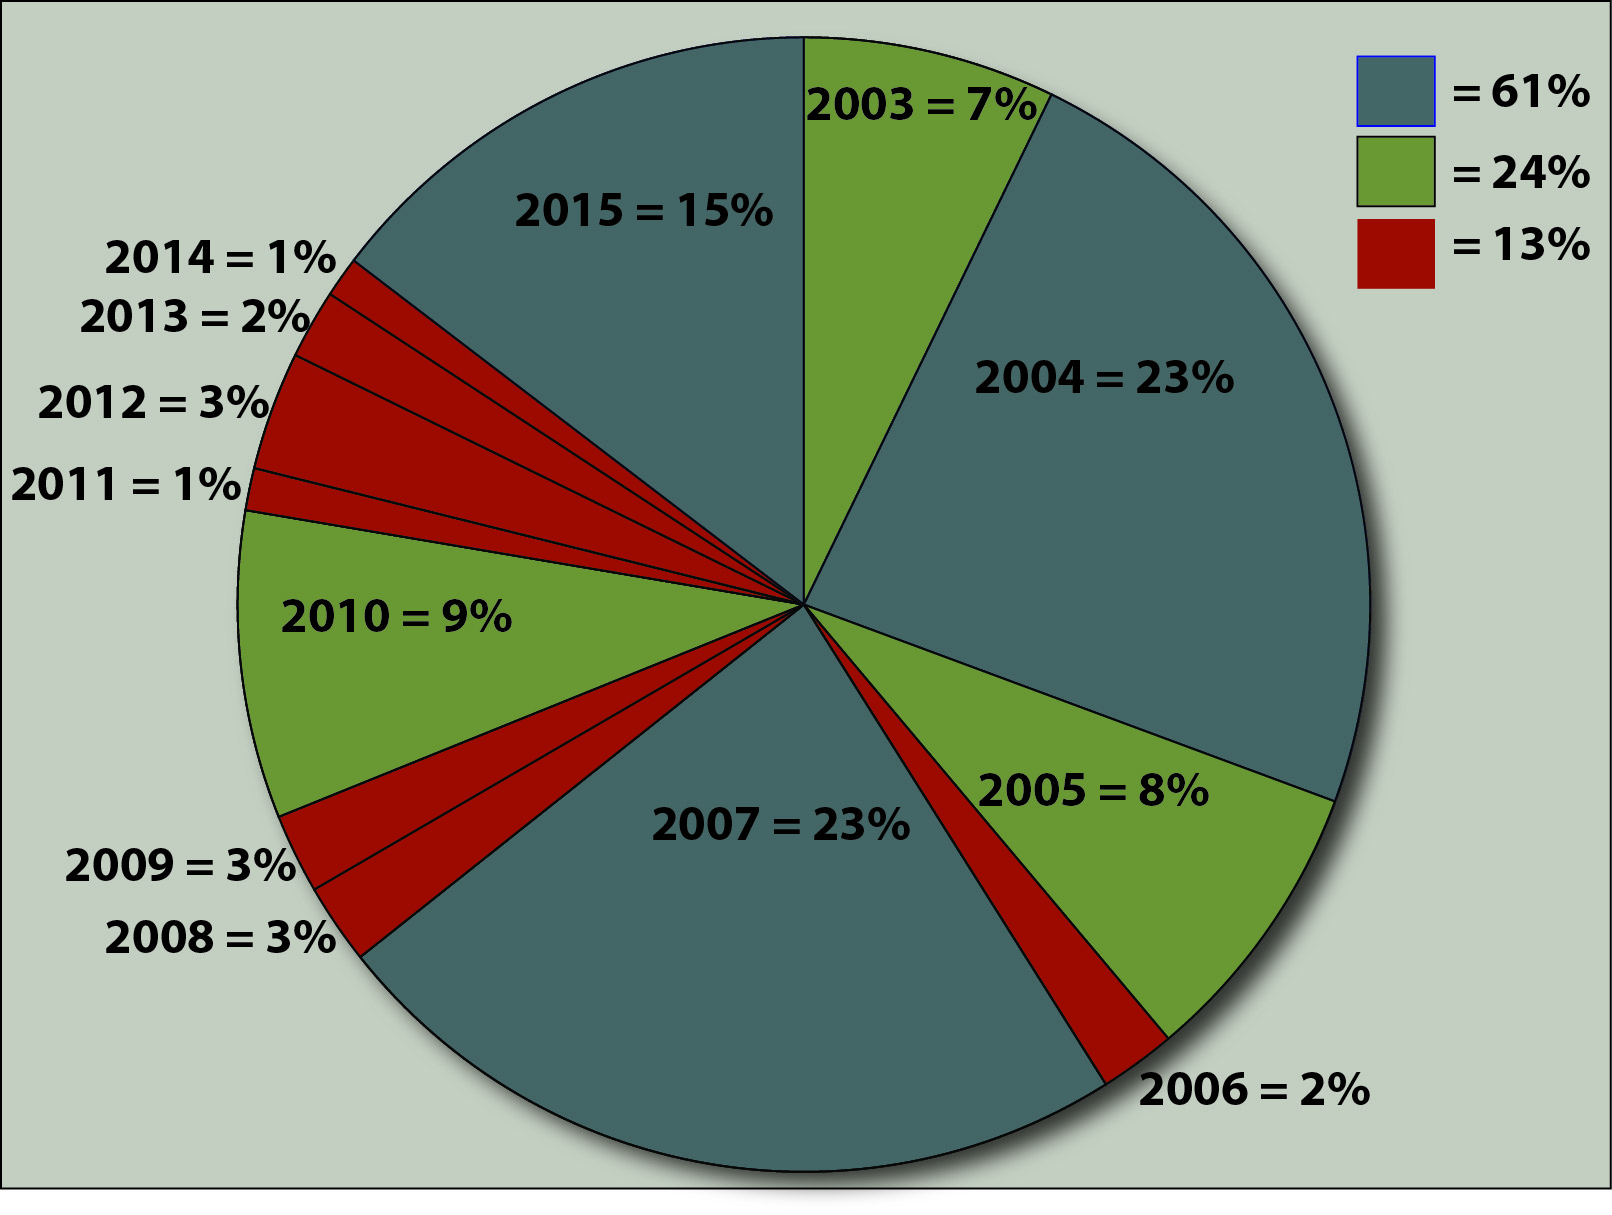 2003 = 7%
2004 = 23%
2005 = 8%
2006 = 2%
2007 = 23%
2008 = 3%
2009 = 3%
2010 = 9%
2011 = 1%
2012 = 3%
2013 = 2%
2014 = 1%
2015 = 15%
= 61%
= 24%
= 13%